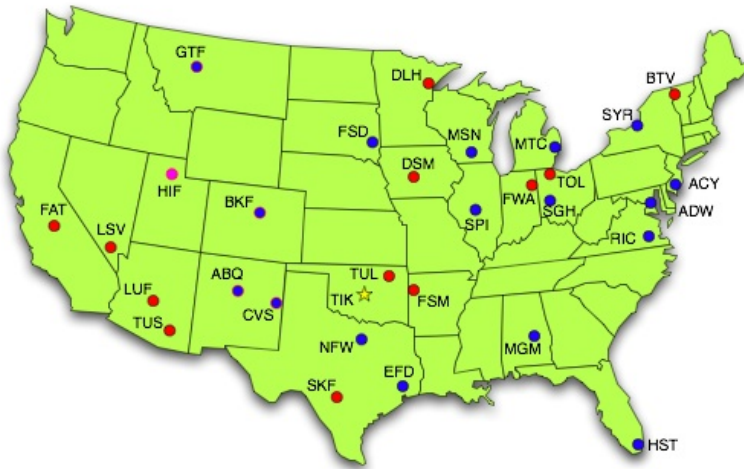 GTF
DLH
BTV
SYR
FSD
MSN
MTC
HIF
DSM
FWA
TOL
ACY
BKF
SPI
SGH
ADW
FAT
LSV
RIC
ABQ
TUL
LUF
CVS
TIK
FSM
TUS
NFW
MGM
SKF
EFD
HST